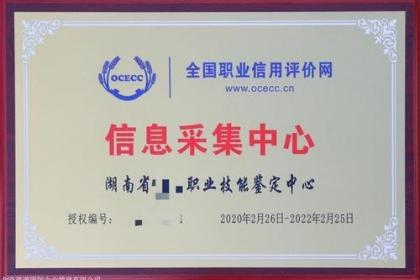 OCECC
全国职业信用评价网
www.ocecc.cn
信息采集中心
湖南省 职业技能鉴定中心
授权编号： 2020年2月26日-2022年2月25日